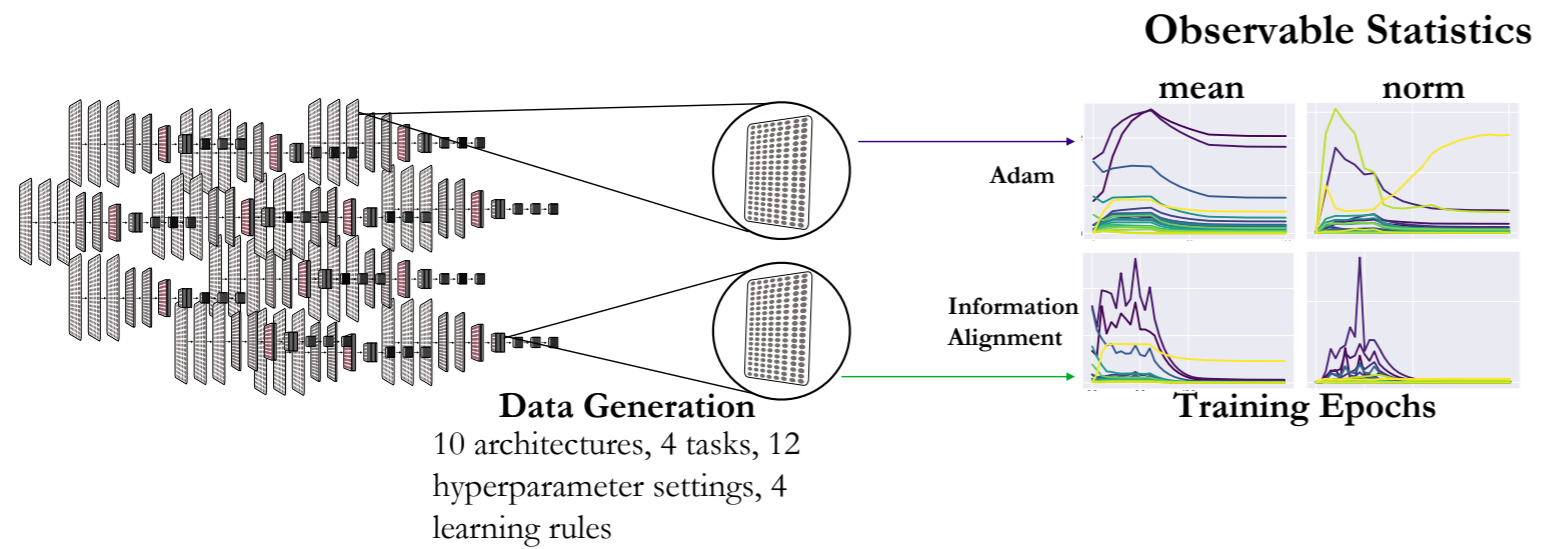 Observable Statistics
mean
norm
Adam
Information
Alignment
Data Generation
10 architectures, 4 tasks, 12
hyperparameter settings, 4
learning rules
Training Epochs